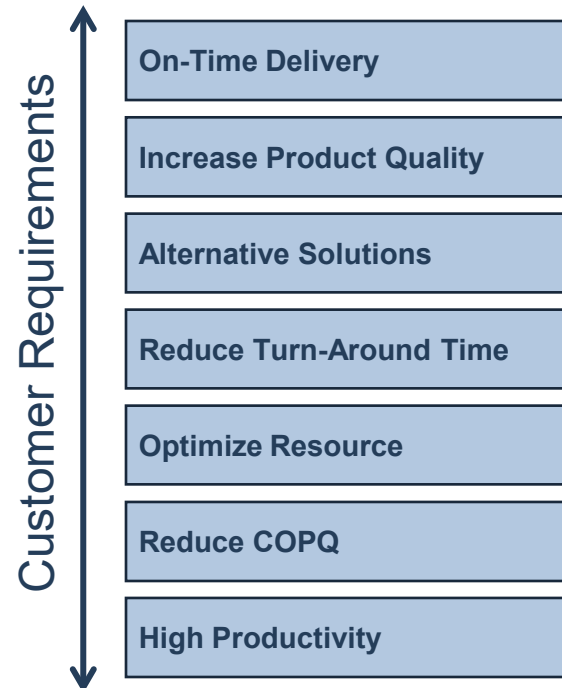 Customer Requirements
On-Time Delivery
Increase Product Quality
Alternative Solutions
Reduce Turn-Around Time
Optimize Resource
Reduce COPQ
High Productivity